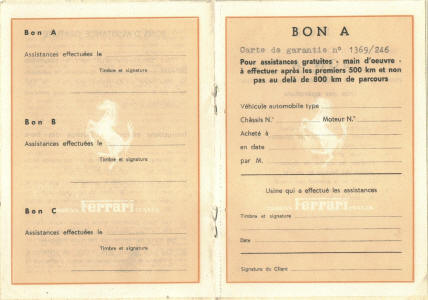 Bon A
Assistances effectuées le
Timbre et signature
Bon B
Assistances effectuées le
Timbre et signature
Ferrari
Bon C
Assistances effectuées le
Timbre et signature
BON A
Carte de garantie nº 1369/246
Pour assistances gratuites - main d'oeuvre -
à effectuer après les premiers 500 km et non
pas au delà de 800 km de parcours
Véhicule automobile type
Châssis N.º Moteur N.º
Acheté à
en date
par M.
Usine qui a effectué les assistances
Ferrari
Timbre et signature
Date
Signature du Client